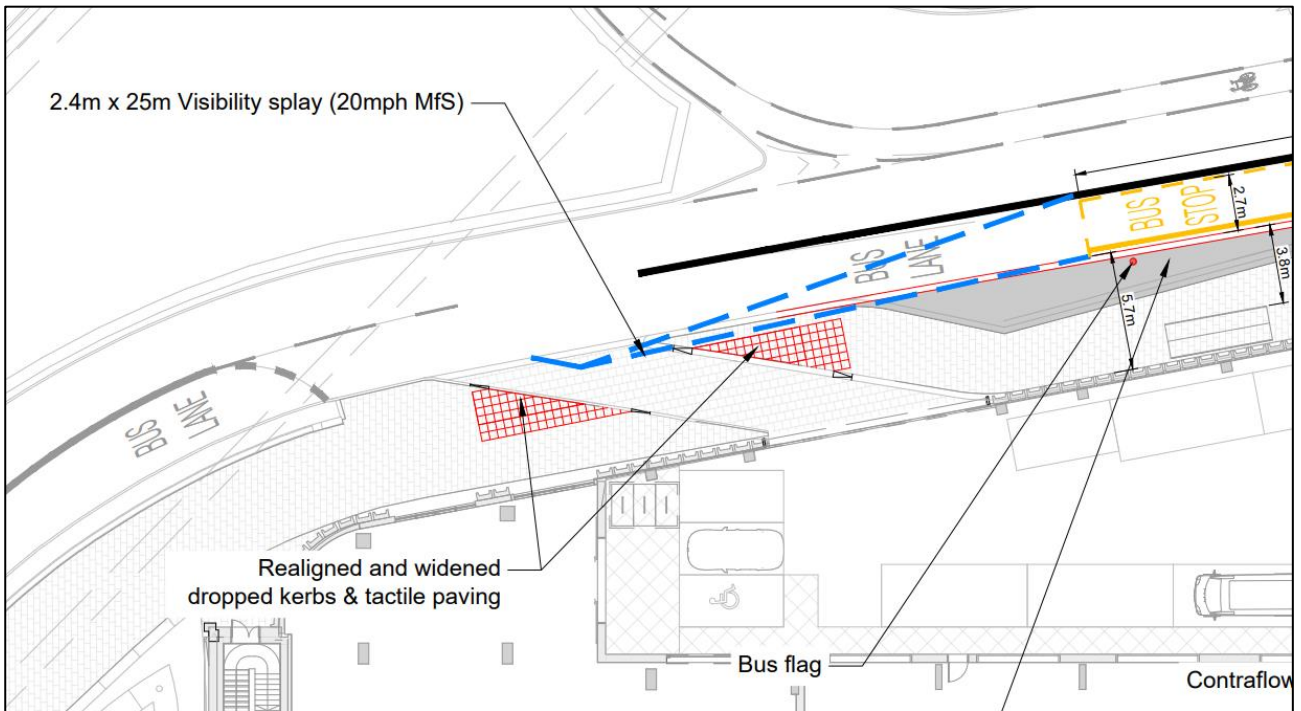 2.4m x 25m Visibility splay (20mph MfS)
BUS
STOP
2.7m
BUS
LANE
3.8m
5.7m
BUS
LANE
Realigned and widened
dropped kerbs & tactile paving
Bus flag
Contraflow